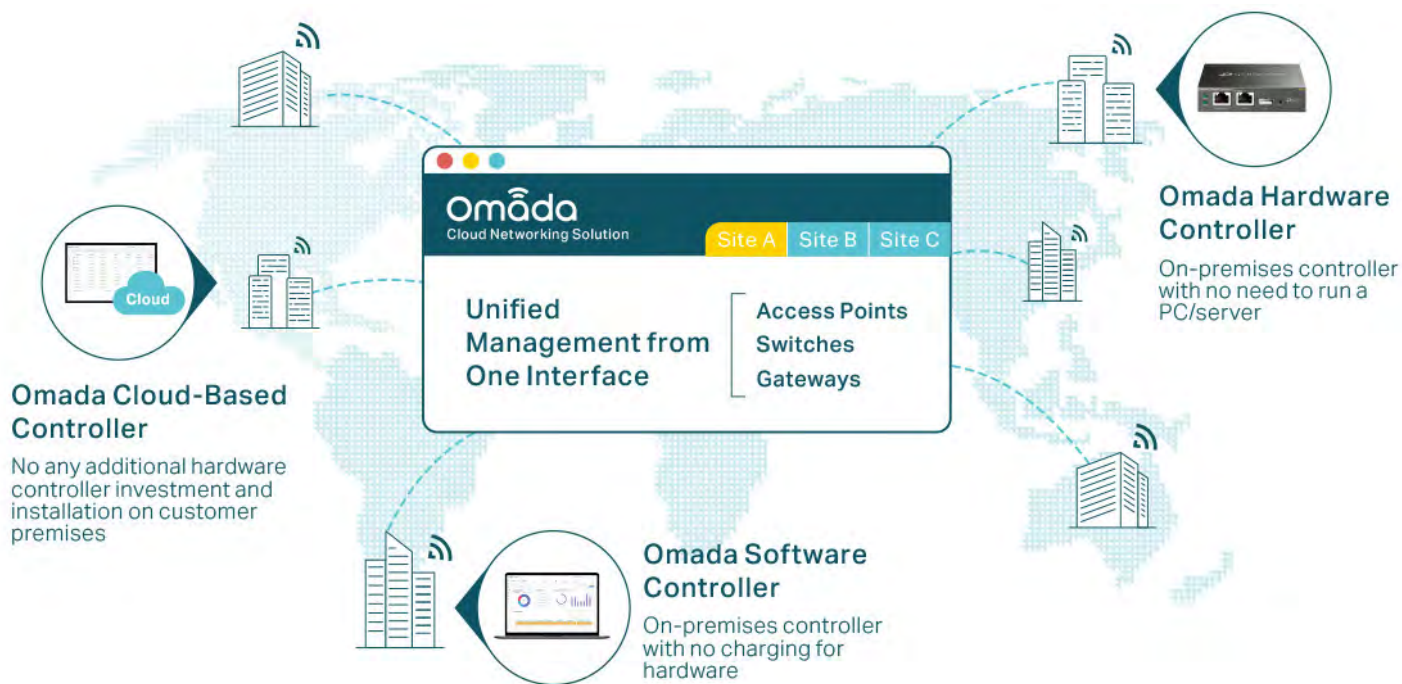 Omāda
Cloud Networking Solution
Site A
Site B
Site C
Unified
Management from
One Interface
Access Points
Switches
Gateways
Omada Hardware
Controller
On-premises controller
with no need to run a
PC/server
Cloud
Omada Cloud-Based
Controller
No any additional hardware
controller investment and
installation on customer
premises
Omada Software
Controller
On-premises controller
with no charging for
hardware